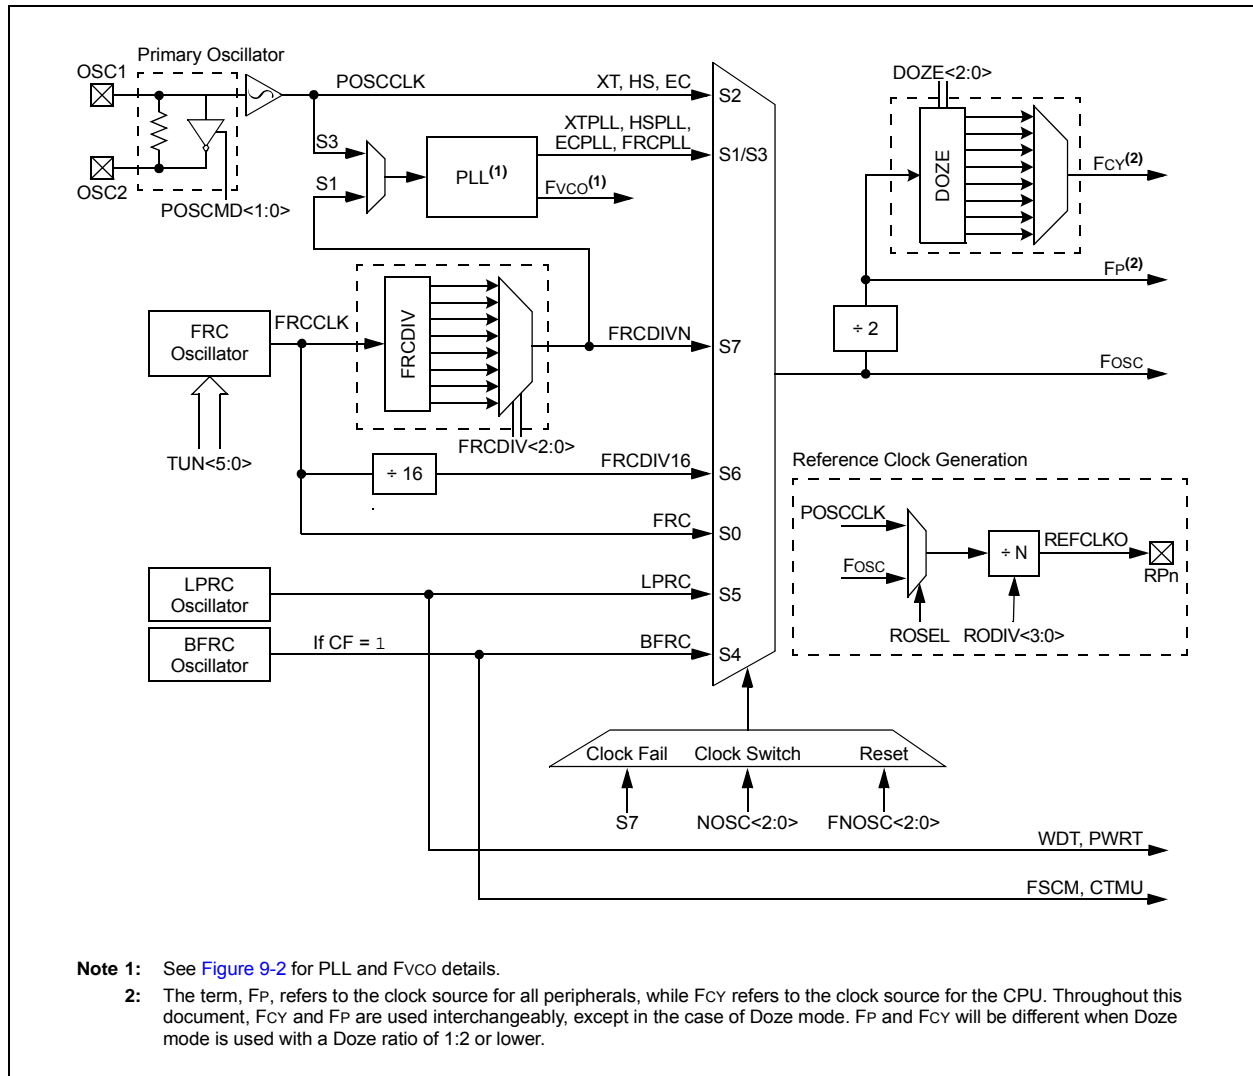 Primary Oscillator
OSC1
OSC2
POSCMD<1:0>
POSCCLK
XT, HS, EC
S2
S3
S1
PLL(1)
XTPLL, HSPLL,
ECPLL, FRCPLL
S1/S3
FVCO(1)
FRC
Oscillator
TUN<5:0>
FRCCLK
FRCDIV
FRCDIV<2:0>
FRCDIVN
S7
÷ 16
FRCDIV16
S6
FRC
S0
LPRC
Oscillator
LPRC
S5
BFRC
Oscillator
If CF = 1
BFRC
S4
DOZE<2:0>
DOZE
FCY(2)
FP(2)
÷ 2
FOSC
Reference Clock Generation
POSCCLK
FOSC
÷ N
REFCLKO
RPn
ROSEL
RODIV<3:0>
Clock Fail
Clock Switch
Reset
S7
NOSC<2:0>
FNOSC<2:0>
WDT, PWRT
FSCM, CTMU
Note 1: See Figure 9-2 for PLL and FVCO details.
2: The term, FP, refers to the clock source for all peripherals, while FCY refers to the clock source for the CPU. Throughout this
document, FCY and FP are used interchangeably, except in the case of Doze mode. FP and FCY will be different when Doze
mode is used with a Doze ratio of 1:2 or lower.